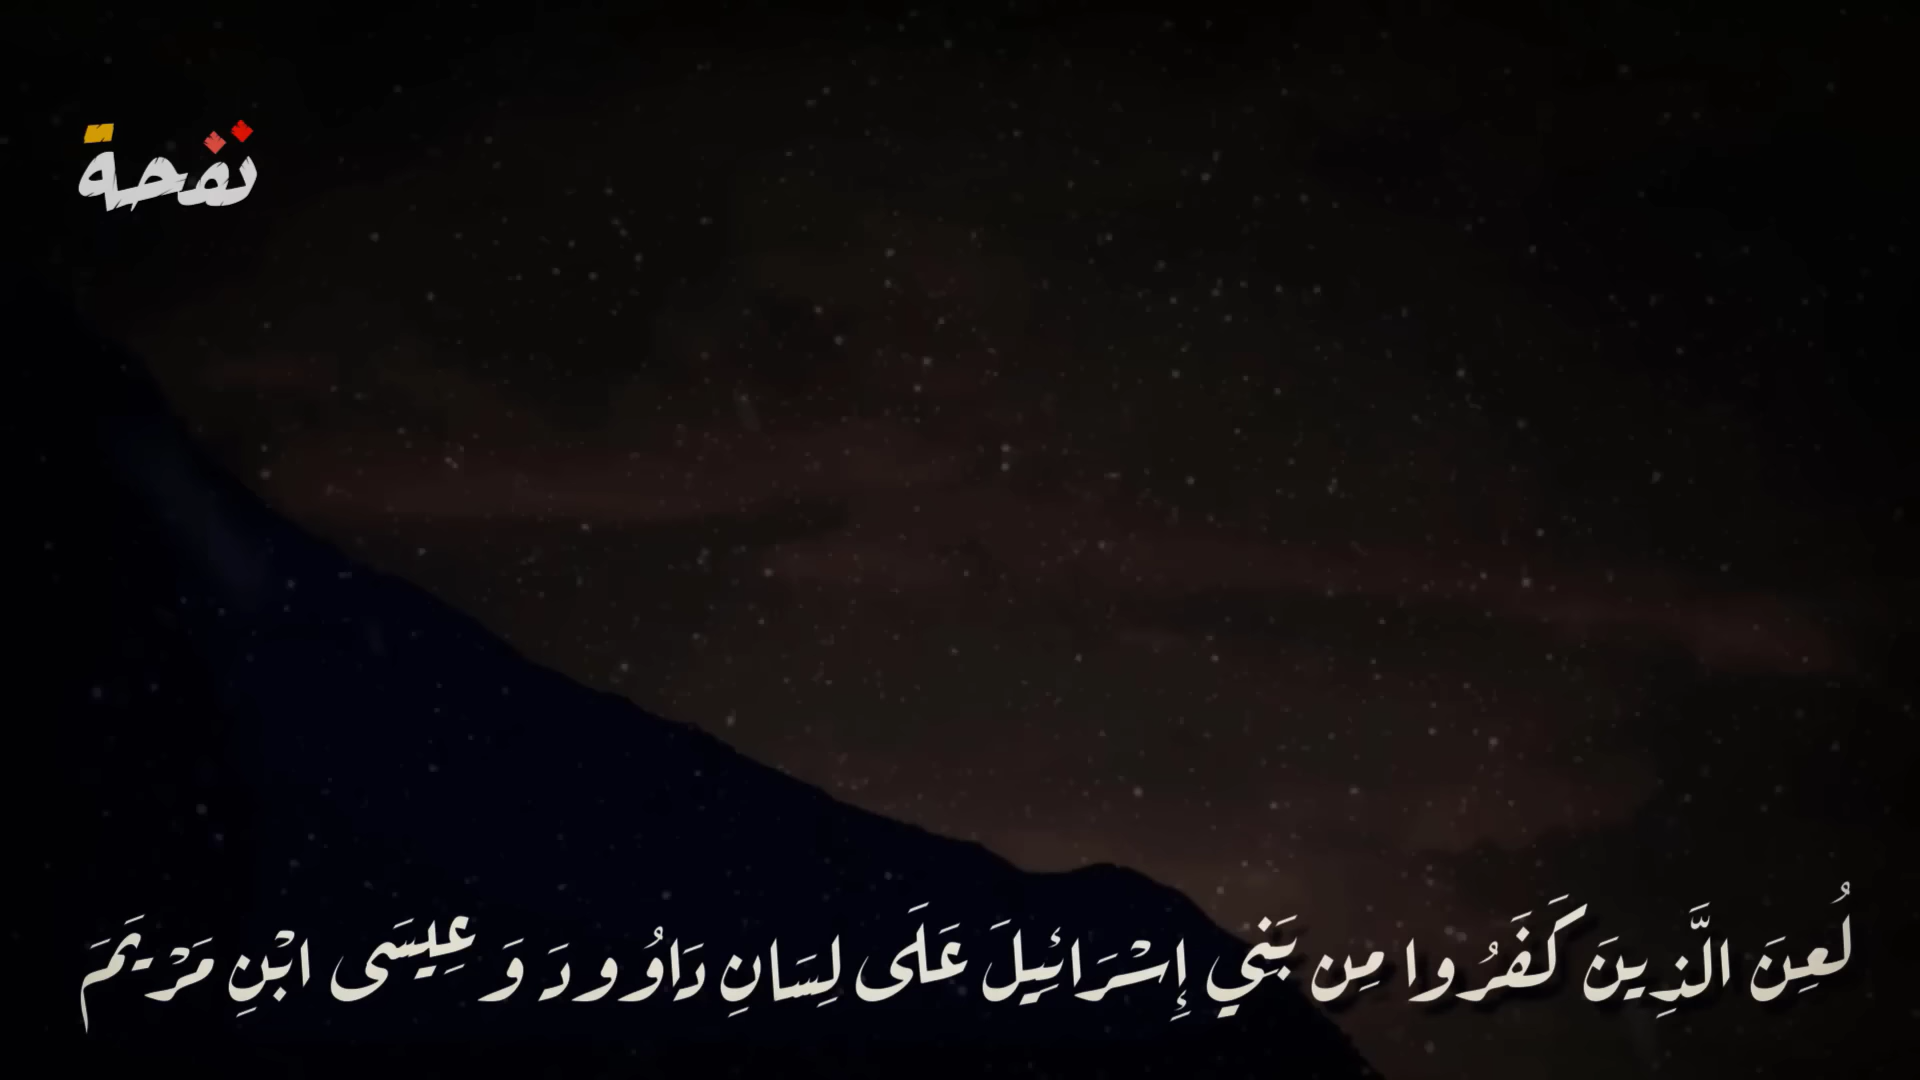 نفحة
لُعِنَ الَّذِينَ كَفَرُوا مِن بَنِي إِسْرَائِيلَ عَلَى لِسَانِ دَاوُودَ وَعِيسَى ابْنِ مَرْيَمَ